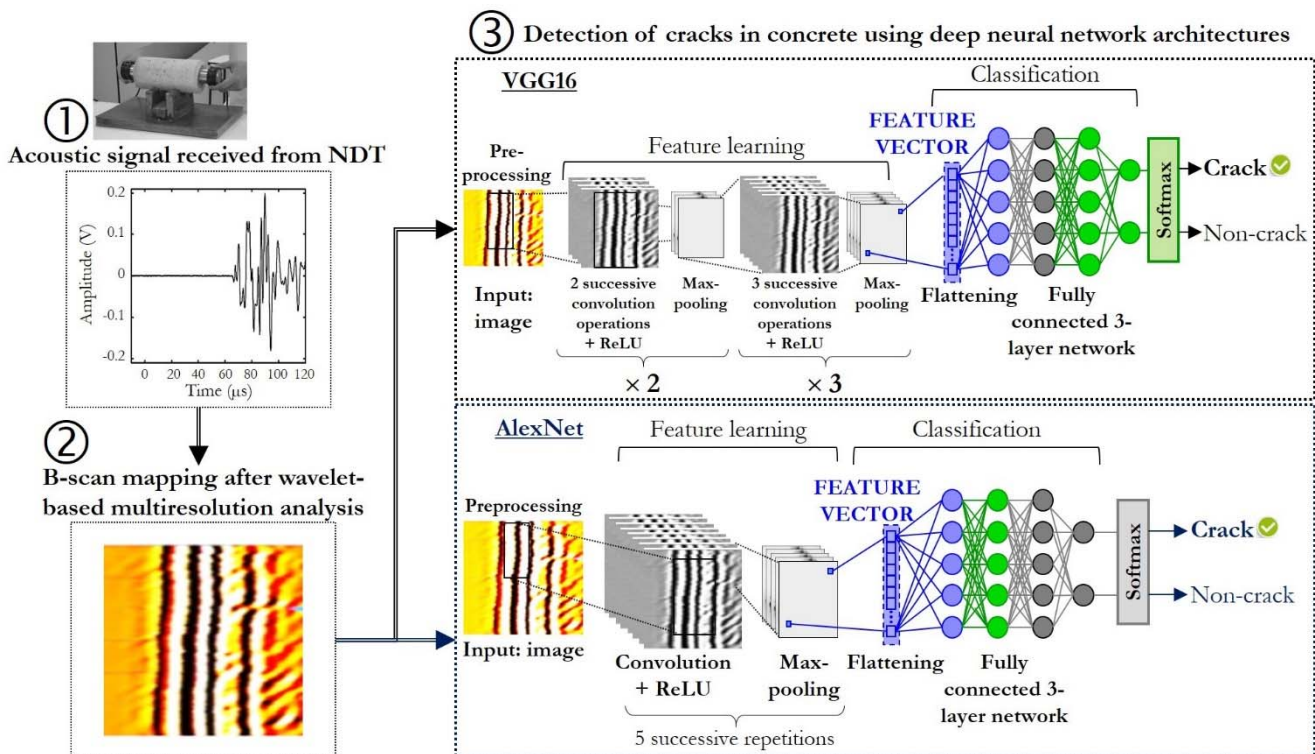 ①
Acoustic signal received from NDT
Amplitude (V)
0.2
0.1
0
-0.1
-0.2
0 20 40 60 80 100 120
Time (μs)
②
B-scan mapping after wavelet-
based multiresolution analysis
③ Detection of cracks in concrete using deep neural network architectures
VGG16
Classification
FEATURE
VECTOR
Feature learning
Pre-
processing
Input:
image
2 successive
convolution
operations
+ ReLU
Max-
pooling
3 successive
convolution
operations
+ ReLU
Max-
pooling
× 2
× 3
Flattening
Fully
connected 3-
layer network
Softmax
Crack
Non-crack
AlexNet
Feature learning
Classification
FEATURE
VECTOR
Preprocessing
Input: image
Convolution
+ ReLU
Max-
pooling
5 successive repetitions
Flattening
Fully
connected 3-
layer network
Softmax
Crack
Non-crack